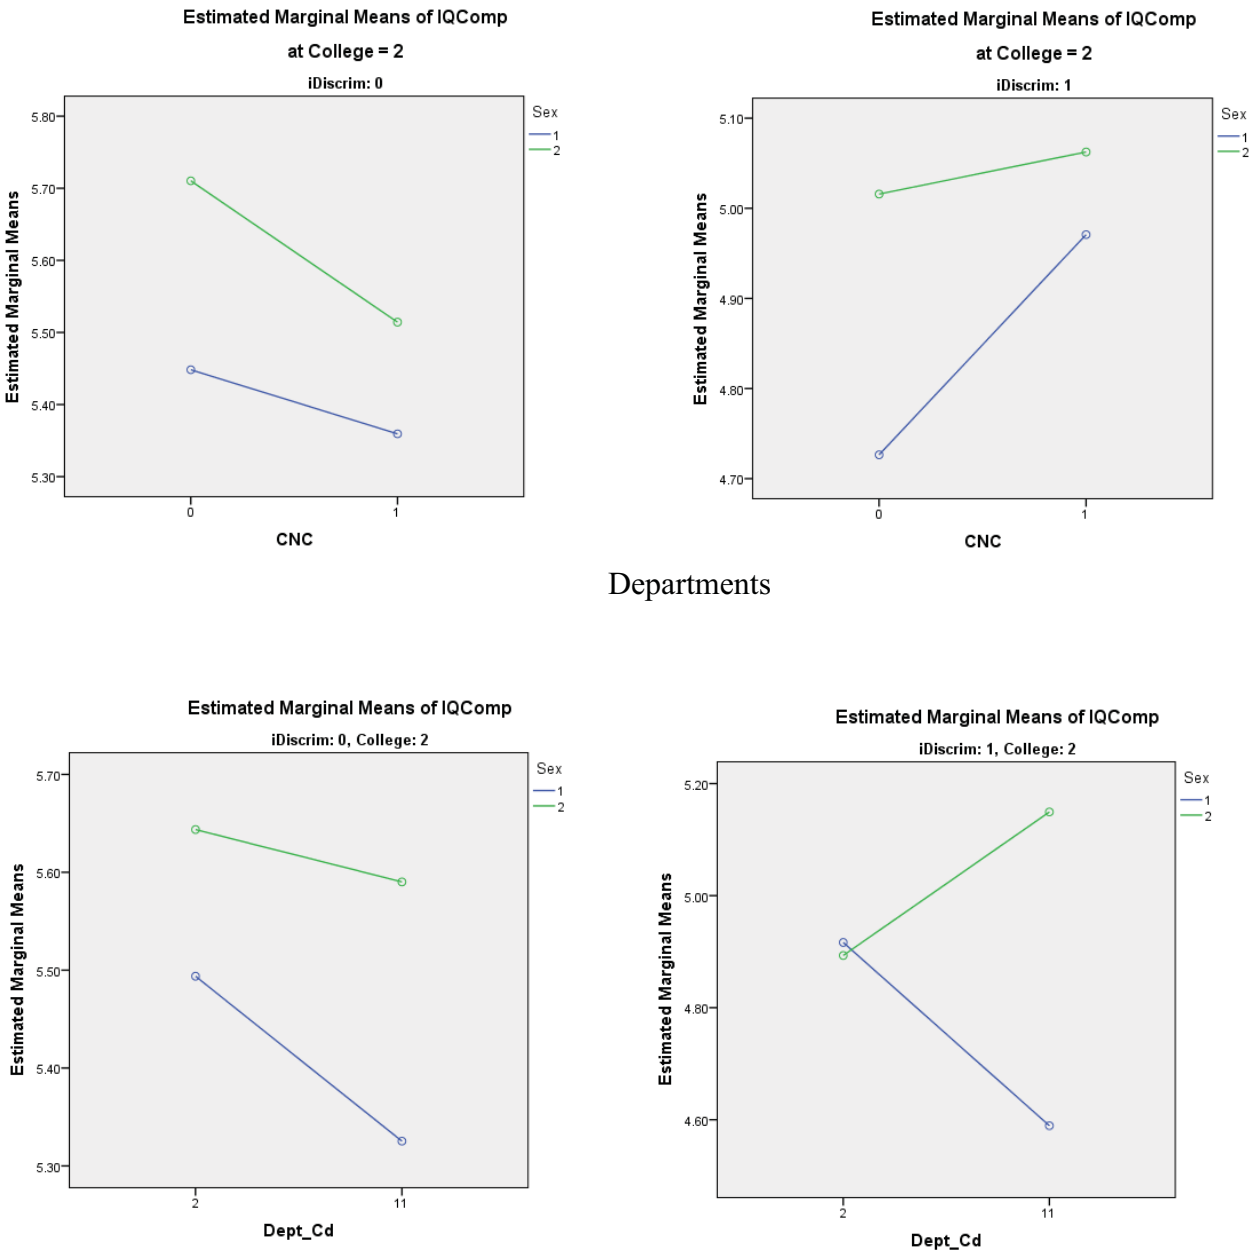 Estimated Marginal Means of IQComp
at College = 2
iDiscrim: 0
Sex
1
2
5.80
5.70
5.60
5.50
5.40
5.30
Estimated Marginal Means
0
1
CNC
Estimated Marginal Means of IQComp
at College = 2
iDiscrim: 1
Sex
1
2
5.10
5.00
4.90
4.80
4.70
Estimated Marginal Means
0
1
CNC
Departments
Estimated Marginal Means of IQComp
iDiscrim: 0, College: 2
Sex
1
2
5.70
5.60
5.50
5.40
5.30
Estimated Marginal Means
2
11
Dept_Cd
Estimated Marginal Means of IQComp
iDiscrim: 1, College: 2
Sex
1
2
5.20
5.00
4.80
4.60
Estimated Marginal Means
2
11
Dept_Cd